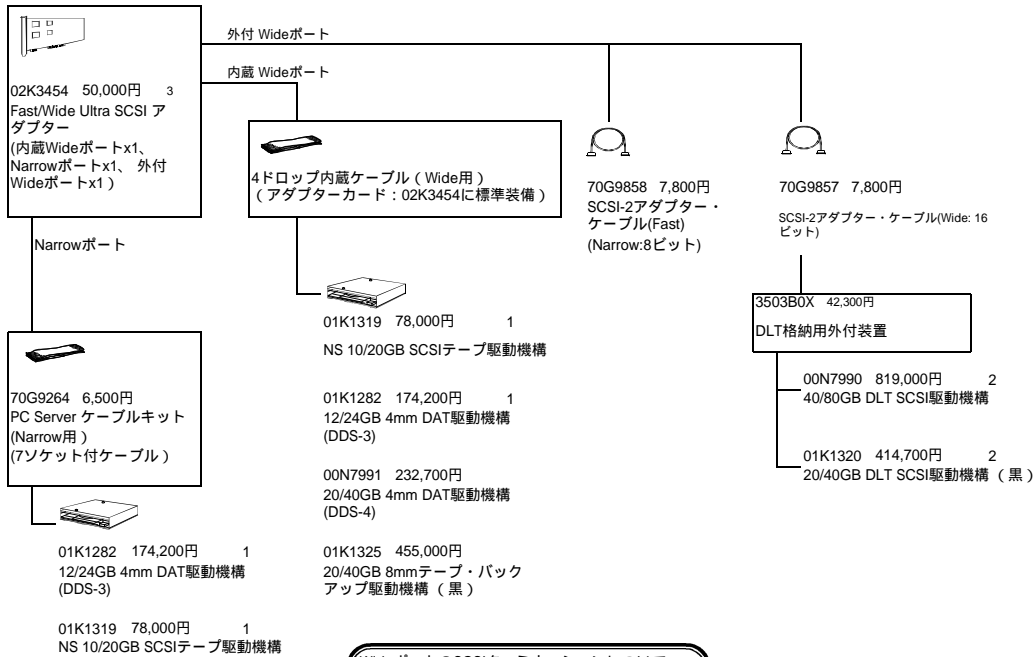 外付 Wideポート
内蔵 Wideポート
02K3454 50,000円 3
Fast/Wide Ultra SCSI ア
ダプター
(内蔵Wideポートx1、
Narrowポートx1、 外付
Wideポートx1 )
4ドロップ内蔵ケーブル ( Wide用 )
( アダプターカード : 02K3454に標準装備 )
70G9858 7,800円
SCSI-2アダプター・
ケーブル(Fast)
(Narrow:8ビット)
70G9857 7,800円
SCSI-2アダプター・ケーブル(Wide: 16
ビット)
Narrowポート
3503B0X 42,300円
DLT格納用外付装置
01K1319 78,000円 1
NS 10/20GB SCSIテープ駆動機構
00N7990 819,000円 2
40/80GB DLT SCSI駆動機構
70G9264 6,500円
PC Server ケーブルキット
(Narrow用 )
(7ソケット付ケーブル )
01K1282 174,200円 1
12/24GB 4mm DAT駆動機構
(DDS-3)
01K1320 414,700円 2
20/40GB DLT SCSI駆動機構 ( 黒 )
00N7991 232,700円
20/40GB 4mm DAT駆動機構
(DDS-4)
01K1282 174,200円 1
12/24GB 4mm DAT駆動機構
(DDS-3)
01K1325 455,000円
20/40GB 8mmテープ・バック
アップ駆動機構 ( 黒 )
01K1319 78,000円 1
NS 10/20GB SCSIテープ駆動機構